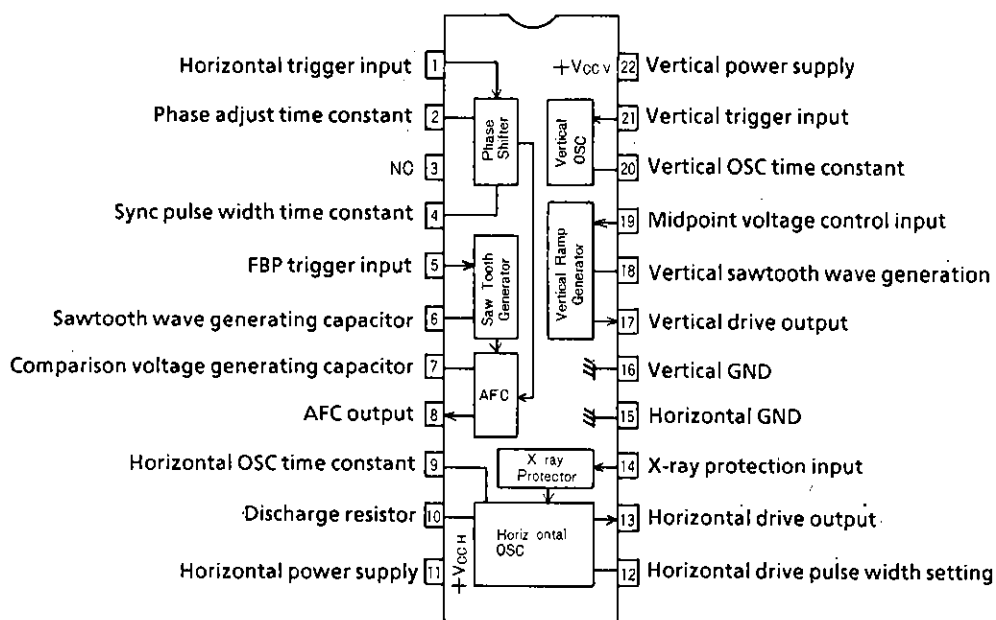 Horizontal trigger input 1
Phase adjust time constant 2
NC 3
Sync pulse width time constant 4
FBP trigger input 5
Sawtooth wave generating capacitor 6
Comparison voltage generating capacitor 7
AFC output 8
Horizontal OSC time constant 9
Discharge resistor 10
Horizontal power supply 11
+VCC H
Phase
Shifter
Saw Tooth
Generator
AFC
Horiz ontal
OSC
X ray
Protector
Vertical
OSC
Vertical Ramp
Generator
+VCC V
22 Vertical power supply
21 Vertical trigger input
20 Vertical OSC time constant
19 Midpoint voltage control input
18 Vertical sawtooth wave generation
17 Vertical drive output
16 Vertical GND
15 Horizontal GND
14 X-ray protection input
13 Horizontal drive output
12 Horizontal drive pulse width setting